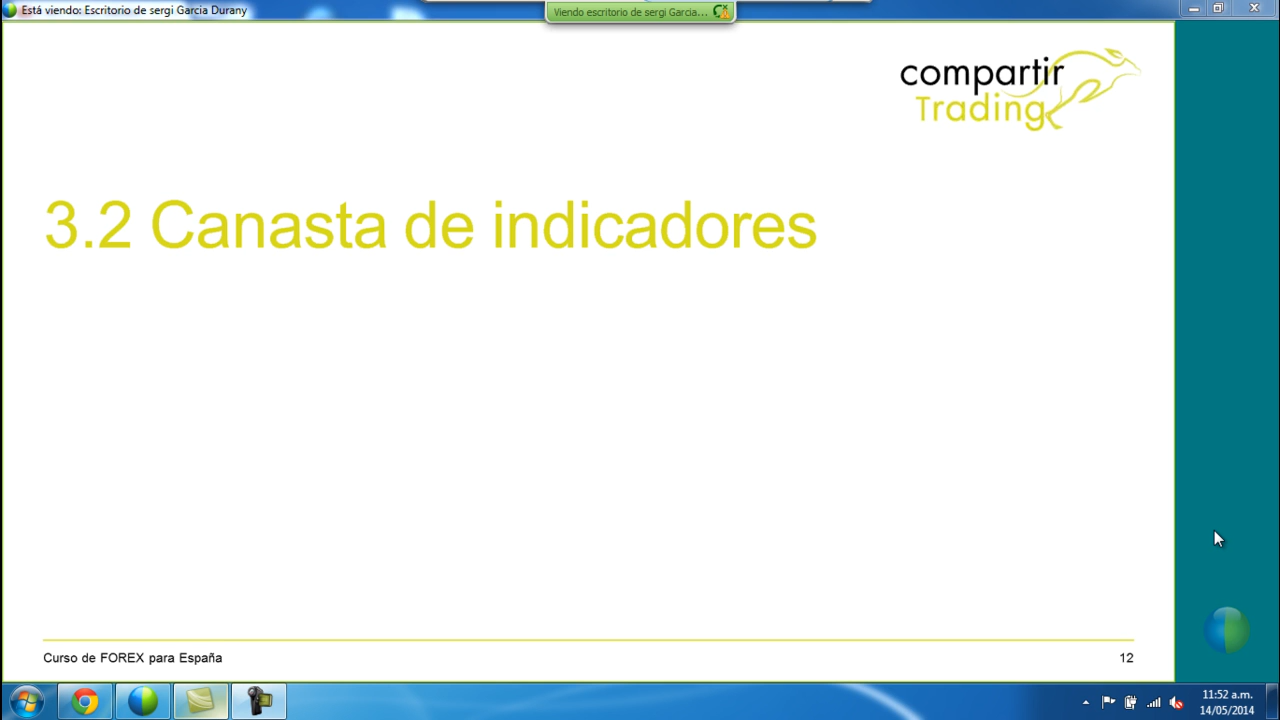 Está viendo: Escritorio de sergi Garcia Durany
Viendo escritorio de sergi Garcia...
compartir
Trading
3.2 Canasta de indicadores
Curso de FOREX para España
12
11:52 a.m.
14/05/2014